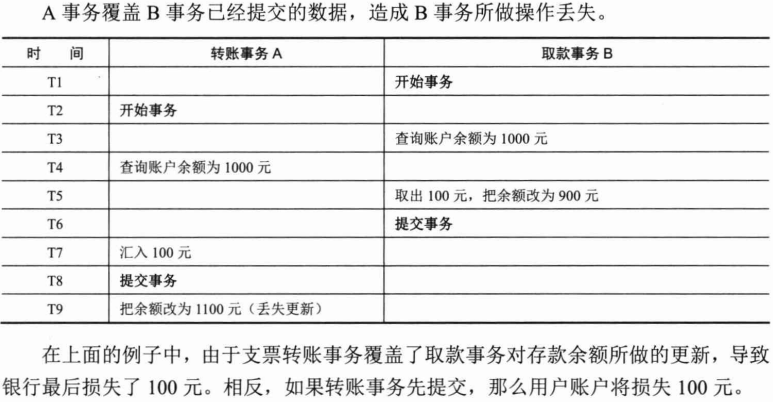 A 事务覆盖 B 事务已经提交的数据，造成 B 事务所做操作丢失。
时 间 转账事务 A 取款事务 B
T1 开始事务
T2 开始事务
T3 查询账户余额为 1000 元
T4 查询账户余额为 1000 元
T5 取出 100 元，把余额改为 900 元
T6 提交事务
T7 汇入 100 元
T8 提交事务
T9 把余额改为 1100 元（丢失更新）
在上面的例子中，由于支票转账事务覆盖了取款事务对存款余额所做的更新，导致
银行最后损失了 100 元。相反，如果转账事务先提交，那么用户账户将损失 100 元。